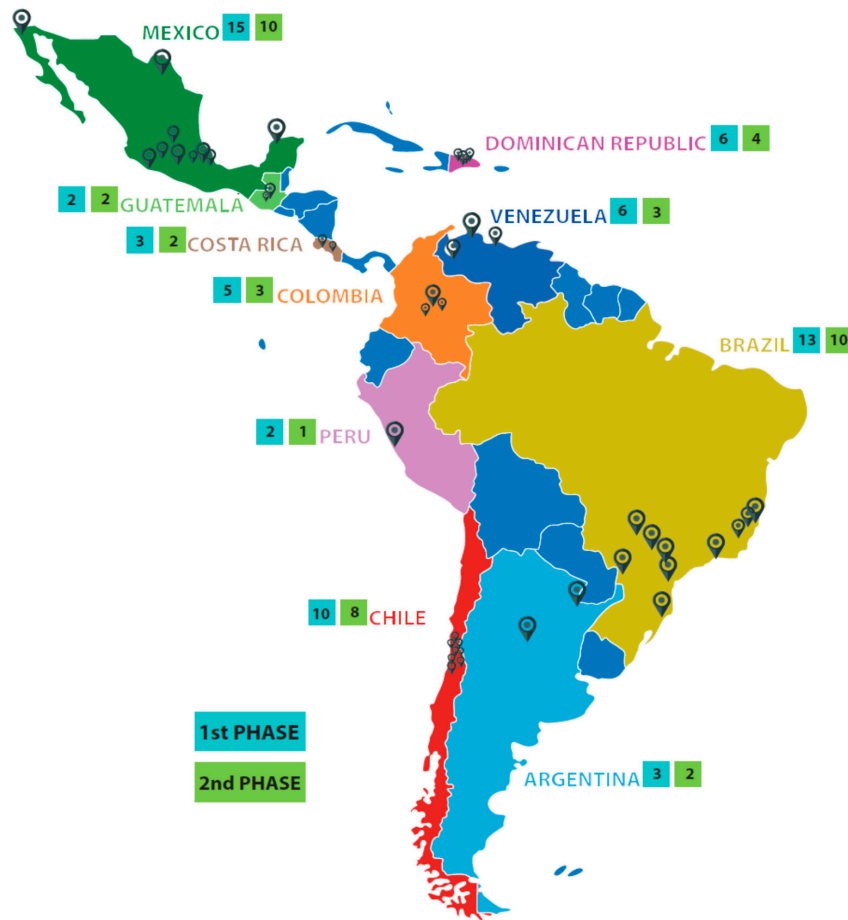 MEXICO 15 10
DOMINICAN REPUBLIC 6 4
2 2 GUATEMALA
VENEZUELA 6 3
3 2 COSTA RICA
5 3 COLOMBIA
BRAZIL 13 10
2 1 PERU
10 8 CHILE
1st PHASE
2nd PHASE
ARGENTINA 3 2